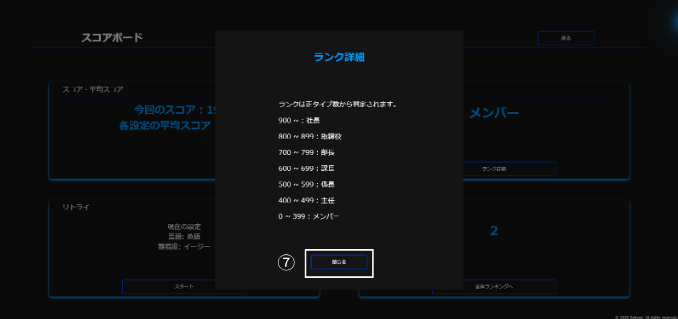 スコアボード
戻る
ランク詳細
スコア・平均スコア
ランクは正タイプ数から判定されます。
今回のスコア : 19
メンバー
900 ~ : 社長
各設定の平均スコア
800 ~ 899 : 取締役
700 ~ 799 : 部長
600 ~ 699 : 課長
ランク詳細
500 ~ 599 : 係長
400 ~ 499 : 主任
リトライ
0 ~ 399 : メンバー
現在の設定
言語: 英語
難易度: イージー
2
⑦
閉じる
スタート
全体ランキングへ